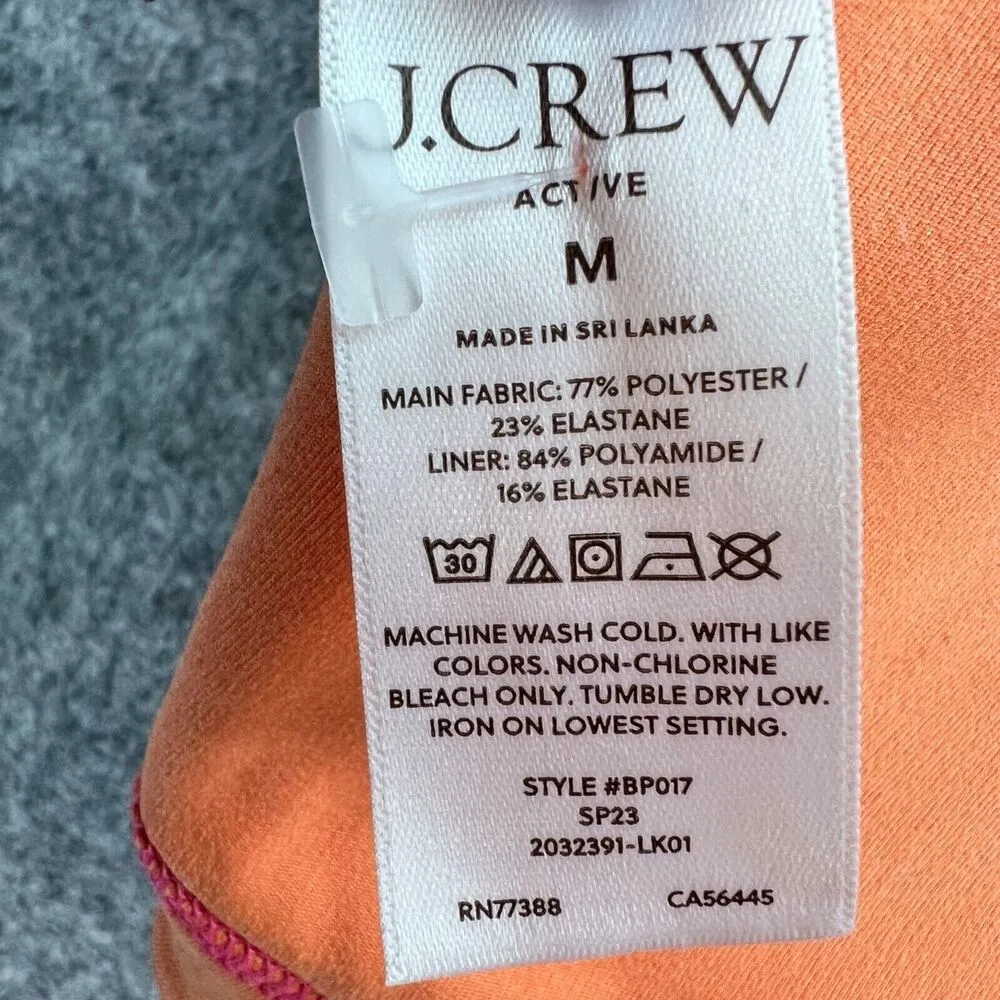 J.CREW
ACTIVE
M
MADE IN SRI LANKA
MAIN FABRIC: 77% POLYESTER /
23% ELASTANE
LINER: 84% POLYAMIDE /
16% ELASTANE
30
MACHINE WASH COLD. WITH LIKE
COLORS. NON-CHLORINE
BLEACH ONLY. TUMBLE DRY LOW.
IRON ON LOWEST SETTING.
STYLE #BP017
SP23
2032391-LK01
RN77388 CA56445